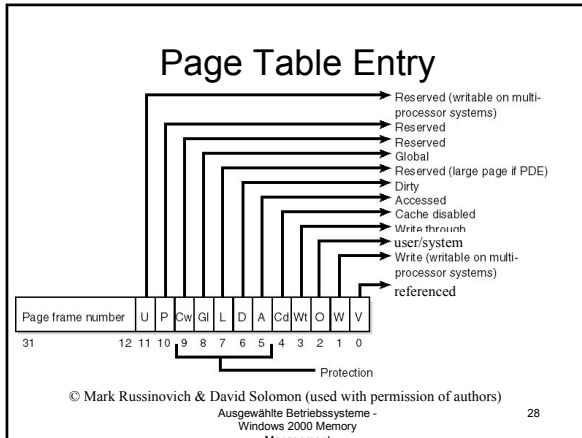 Page Table Entry
Reserved (writable on multi-
processor systems)
Reserved
Reserved
Global
Reserved (large page if PDE)
Dirty
Accessed
Cache disabled
Write through
user/system
Write (writable on multi-
processor systems)
referenced
Page frame number U P Cw Gl L D A Cd Wt O W V
31 12 11 10 9 8 7 6 5 4 3 2 1 0
Protection
© Mark Russinovich & David Solomon (used with permission of authors)
Ausgewählte Betriebssysteme - 28
Windows 2000 Memory